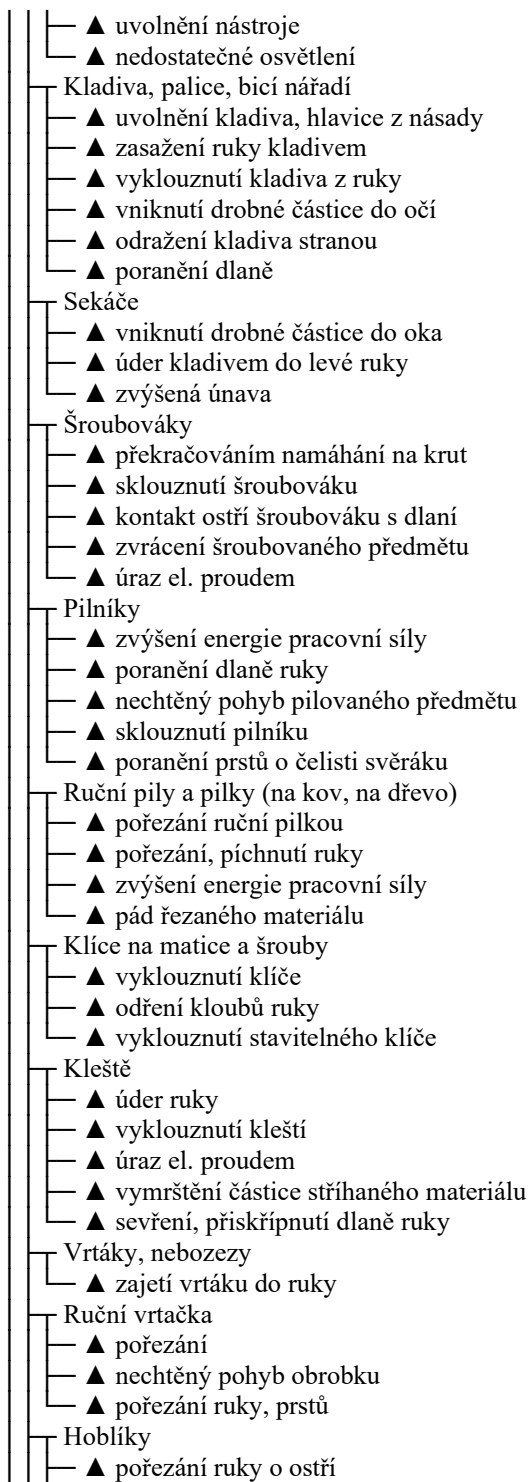 ▲ uvolnění nástroje
▲ nedostatečné osvětlení
Kladiva, palice, bicí nářadí
▲ uvolnění kladiva, hlavice z násady
▲ zasažení ruky kladivem
▲ vyklouznutí kladiva z ruky
▲ vniknutí drobné částice do očí
▲ odražení kladiva stranou
▲ poranění dlaně
Sekáče
▲ vniknutí drobné částice do oka
▲ úder kladivem do levé ruky
▲ zvýšená únava
Šroubováky
▲ překračováním namáhání na krut
▲ sklouznutí šroubováku
▲ kontakt ostří šroubováku s dlaní
▲ zvrácení šroubovaného předmětu
▲ úraz el. proudem
Pilníky
▲ zvýšení energie pracovní síly
▲ poranění dlaně ruky
▲ nechtěný pohyb pilovaného předmětu
▲ sklouznutí pilníku
▲ poranění prstů o čelisti svěráku
Ruční pily a pilky (na kov, na dřevo)
▲ pořezání ruční pilkou
▲ pořezání, píchnutí ruky
▲ zvýšení energie pracovní síly
▲ pád řezaného materiálu
Klíce na matice a šrouby
▲ vyklouznutí klíče
▲ odření kloubů ruky
▲ vyklouznutí stavitelného klíče
Kleště
▲ úder ruky
▲ vyklouznutí kleští
▲ úraz el. proudem
▲ vymrštění částice stříhaného materiálu
▲ sevření, přiskřípnutí dlaně ruky
Vrtáky, nebozezy
▲ zajetí vrtáku do ruky
Ruční vrtačka
▲ pořezání
▲ nechtěný pohyb obrobku
▲ pořezání ruky, prstů
Hoblíky
▲ pořezání ruky o ostří